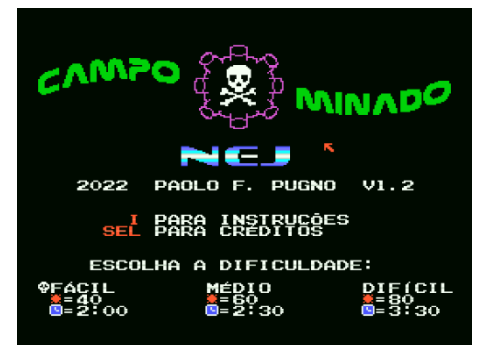 CAMPO MINADO
NEJ
2022 PAOLO F. PUGNO V1.2
I PARA INSTRUCÕES
SEL PARA CRÉDITOS
ESCOLHA A DIFICULDADE:
FÁCIL MÉDIO DIFÍCIL
=40 =60 =80
=2:00 =2:30 =3:30